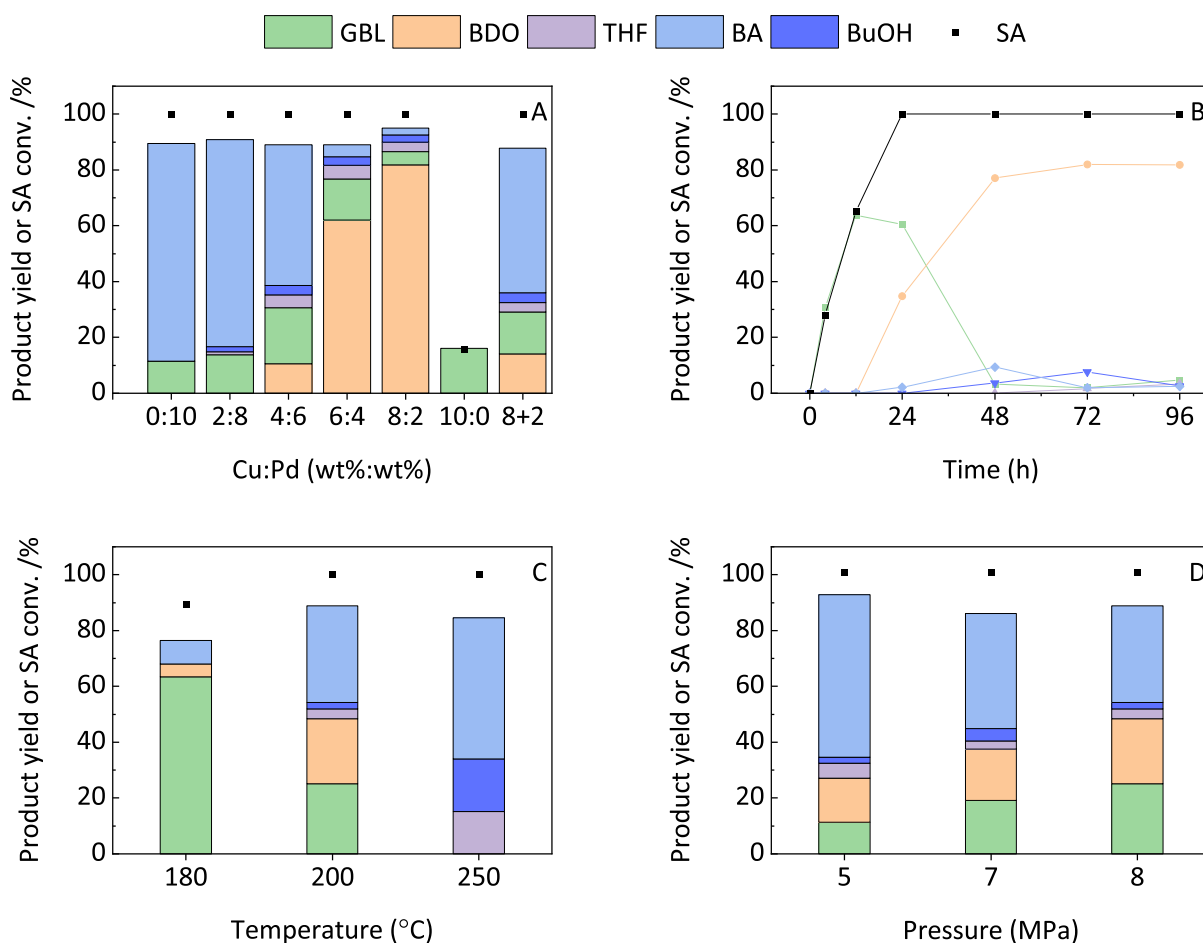 GBL BDO THF BA BuOH SA
A
Product yield or SA conv. /%
100
80
60
40
20
0
0:10 2:8 4:6 6:4 8:2 10:0 8+2
Cu:Pd (wt%:wt%)
B
Product yield or SA conv. /%
100
80
60
40
20
0
0 24 48 72 96
Time (h)
C
Product yield or SA conv. /%
100
80
60
40
20
0
180 200 250
Temperature (°C)
D
Product yield or SA conv. /%
100
80
60
40
20
0
5 7 8
Pressure (MPa)